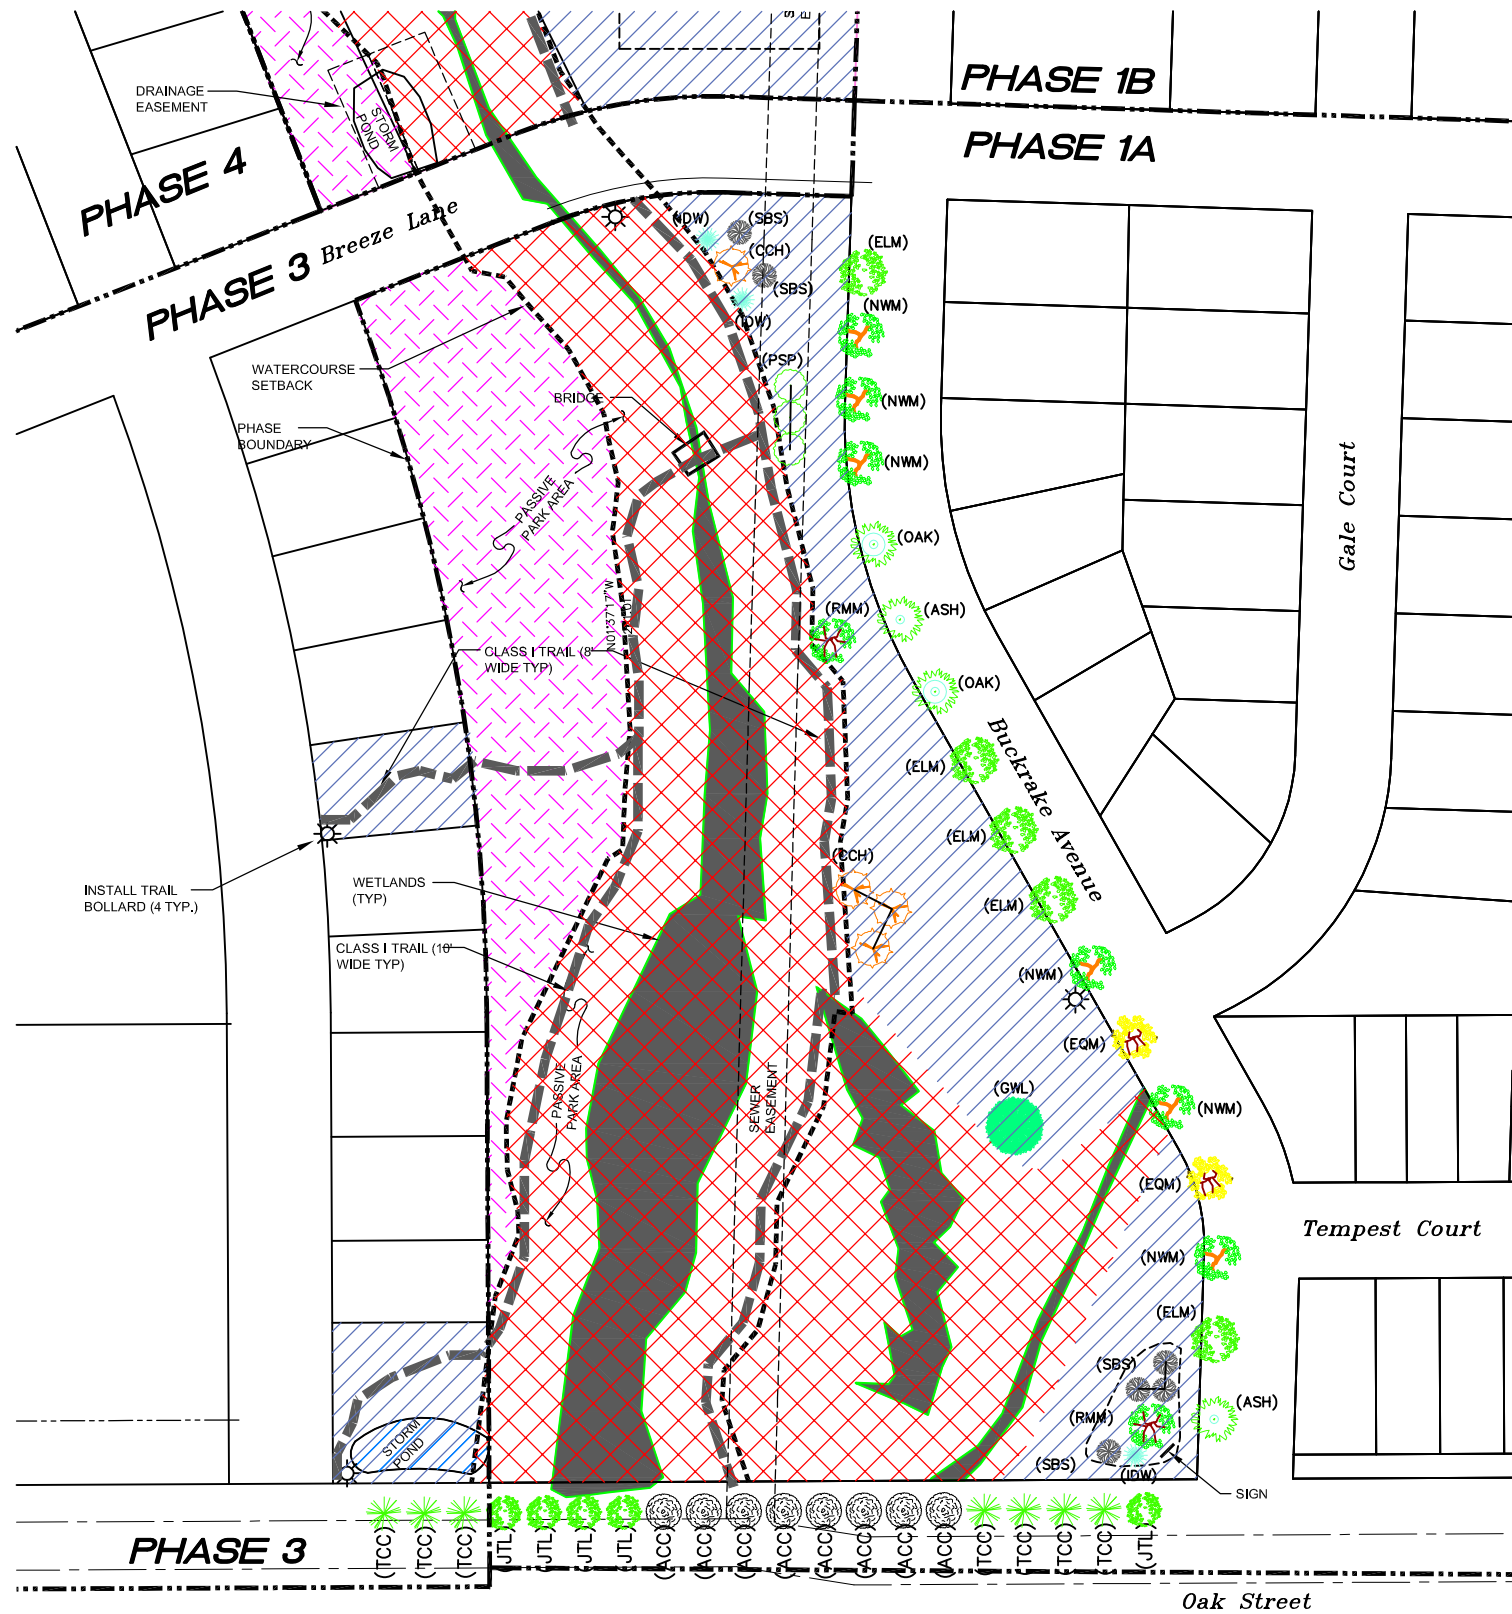 S
E
PHASE 1B
DRAINAGE
EASEMENT
STORM
POND
PHASE 1A
PHASE 4
Breeze Lane
PHASE 3
(SBS)
(CCH)
(ELM)
(SBS)
(IDW)
(NWM)
WATERCOURSE
SETBACK
(PSP)
BRIDGE
(NWM)
PHASE
BOUNDARY
(NWM)
Gale Court
PASSIVE
PARK AREA
(OAK)
(RMM)
(ASH)
CLASS I TRAIL (8'
WIDE TYP)
(OAK)
Buckrake Avenue
(ELM)
(ELM)
(CCH)
INSTALL TRAIL
BOLLARD (4 TYP.)
WETLANDS
(TYP)
(ELM)
CLASS I TRAIL (10'
WIDE TYP)
(NWM)
(EQM)
PASSIVE
PARK AREA
SEWER
EASEMENT
(GWL)
(NWM)
(EQM)
Tempest Court
(NWM)
(ELM)
(SBS)
(ASH)
(RMM)
STORM
POND
(SBS)
(IDW)
SIGN
PHASE 3
(TCC)
(TCC)
(TCC)
(JTL)
(JTL)
(JTL)
(JTL)
(ACC)
(ACC)
(ACC)
(ACC)
(ACC)
(ACC)
(ACC)
(ACC)
(TCC)
(TCC)
(TCC)
(TCC)
(JTL)
Oak Street